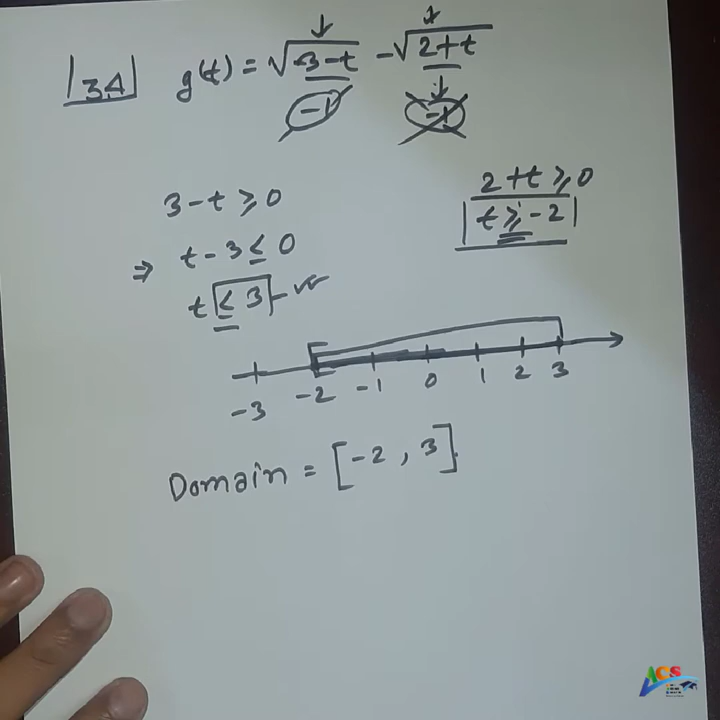 34 g(t) = √3-t - √2+t
-1 -1
3-t ≥ 0 2+t ≥ 0
⇒ t-3 ≤ 0 t ≥ -2
t ≤ 3
-3 -2 -1 0 1 2 3
Domain = [-2, 3].
ACS